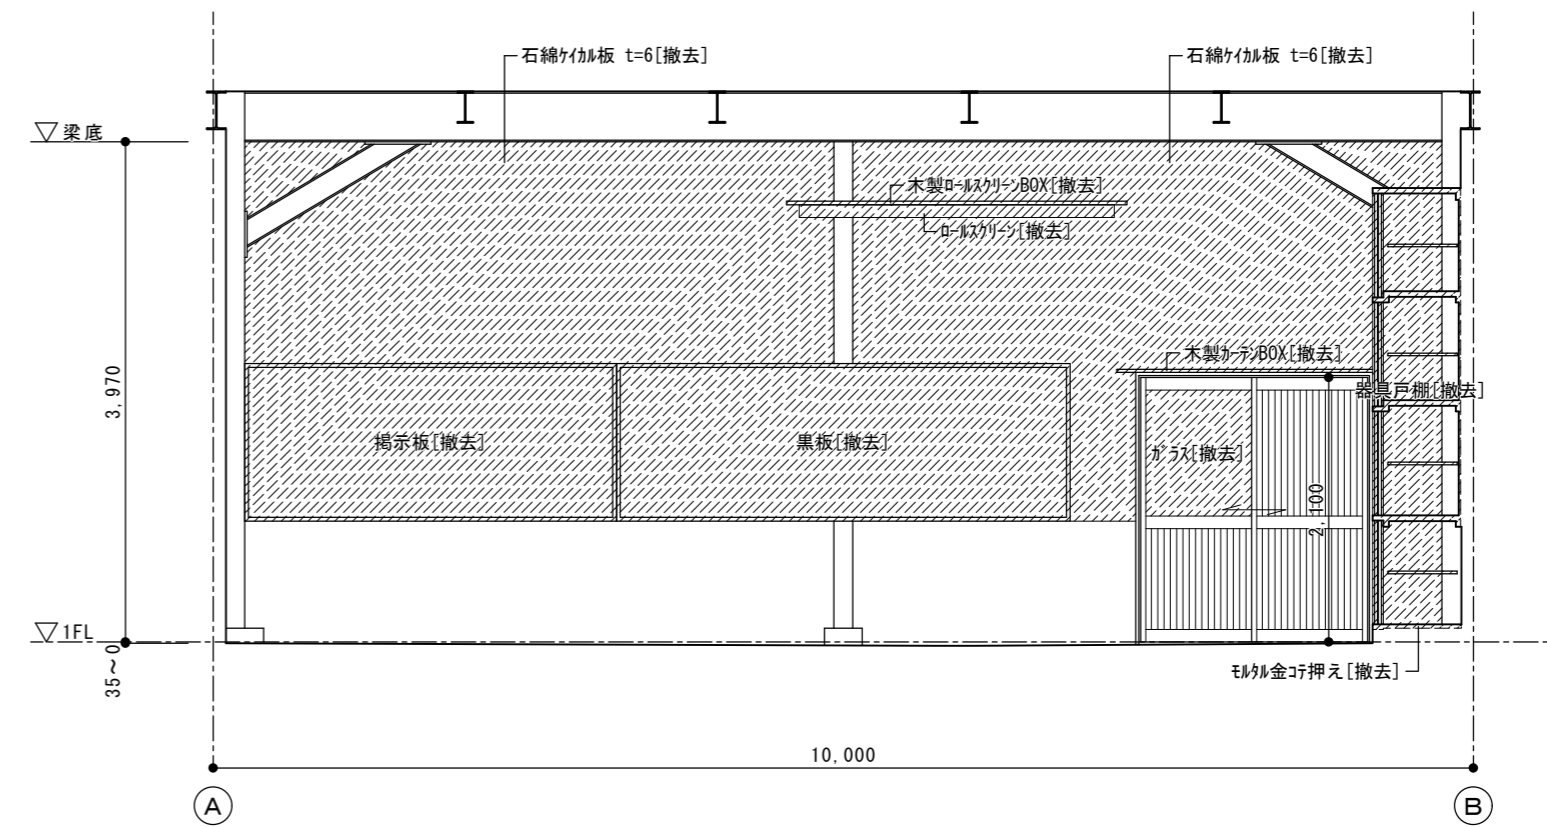 石綿ｹｲｶﾙ板 t=6[撤去]
石綿ｹｲｶﾙ板 t=6[撤去]
梁底
木製ﾛｰﾙｽｸﾘｰﾝBOX[撤去]
ﾛｰﾙｽｸﾘｰﾝ[撤去]
木製ｶｰﾃﾝBOX[撤去]
3,970
器具戸棚[撤去]
掲示板[撤去]
黒板[撤去]
ｶﾞﾗｽ[撤去]
2,100
1FL
35~0
ﾓﾙﾀﾙ金ｺﾃ押え[撤去]
10,000
A
B